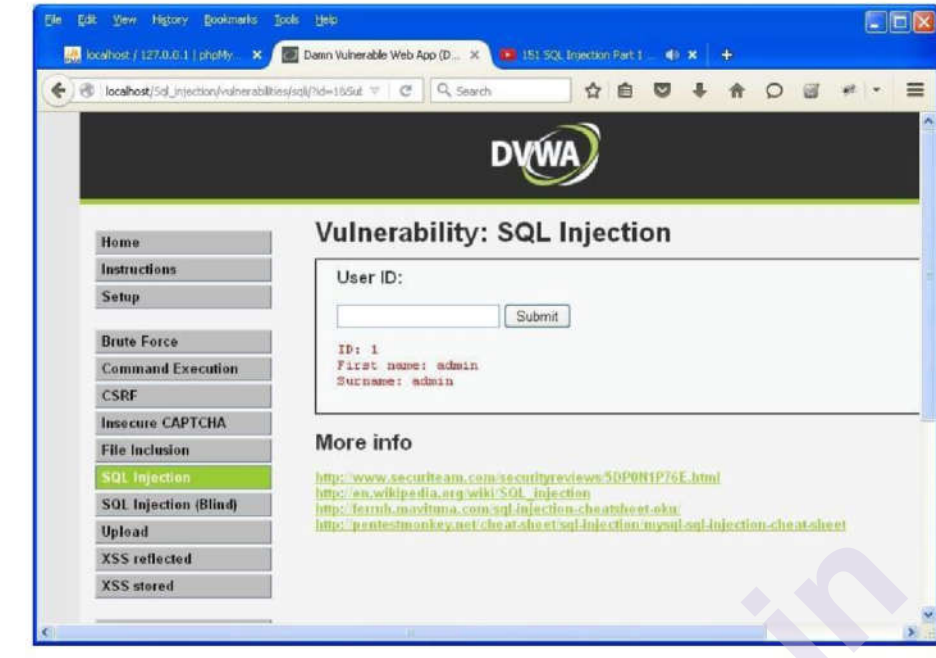 File Edit View History Bookmarks Tools Help
localhost / 127.0.0.1 | phpMy... Damn Vulnerable Web App (D... 151 SQL Injection Part 1 ...
localhost/Sql_injection/vulnerabilities/sqli/?id=1&Sub Search
DVWA
Vulnerability: SQL Injection
Home
Instructions
Setup
Brute Force
Command Execution
CSRF
Insecure CAPTCHA
File Inclusion
SQL Injection
SQL Injection (Blind)
Upload
XSS reflected
XSS stored
User ID:
Submit
ID: 1
First name: admin
Surname: admin
More info
http://www.securiteam.com/securityreviews/5DP0N1P76E.html
http://en.wikipedia.org/wiki/SQL_injection
http://ferruh.mavituna.com/sql-injection-cheatsheet-oku/
http://pentestmonkey.net/cheat-sheet/sql-injection/mysql-sql-injection-cheat-sheet
in